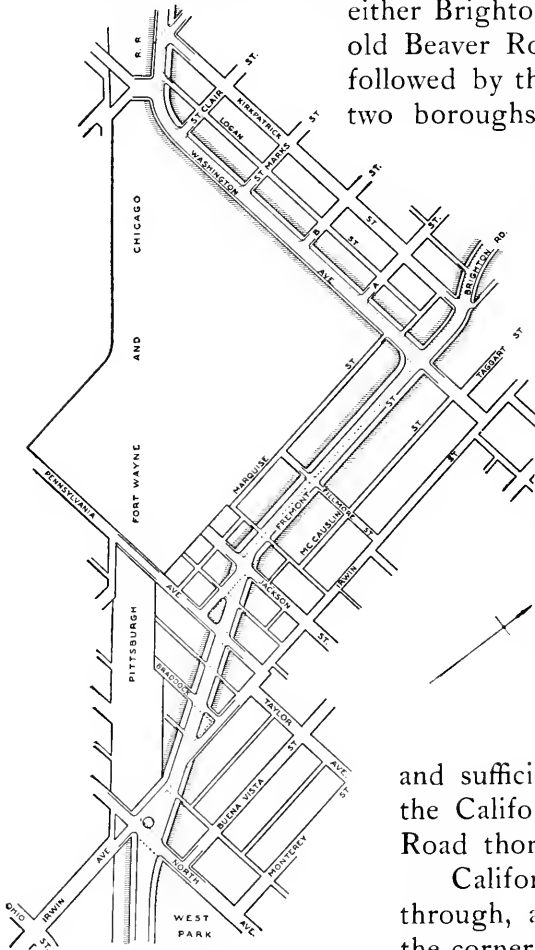 either Brighto
old Beaver Ro
followed by th
two boroughs
R.R
ST.
ST CLAIR
KIRKPATRICK
ST
LOGAN
ST MARKS
WASHINGTON
ST.
ST
ST.
B
ST
CHICAGO
AVE
A
BRIGHTON RD.
AND
ST
TAGGART ST
ST
ST
ST
MARQUISE
FORT WAYNE
PENNSYLVANIA
FREMONT
FILLMORE
ST
MCCAUSLIN
IRWIN
AVE
JACKSON
ST.
PITTSBURGH
BRADDOCK
TAYLOR
AVE.
ST
ST
BUENA VISTA
MONTEREY
and suffici
the Califo
Road thor
Califor
through, a
the corner
AVE
IRWIN
NORTH
AVE
OHIO
ST.
WEST
PARK